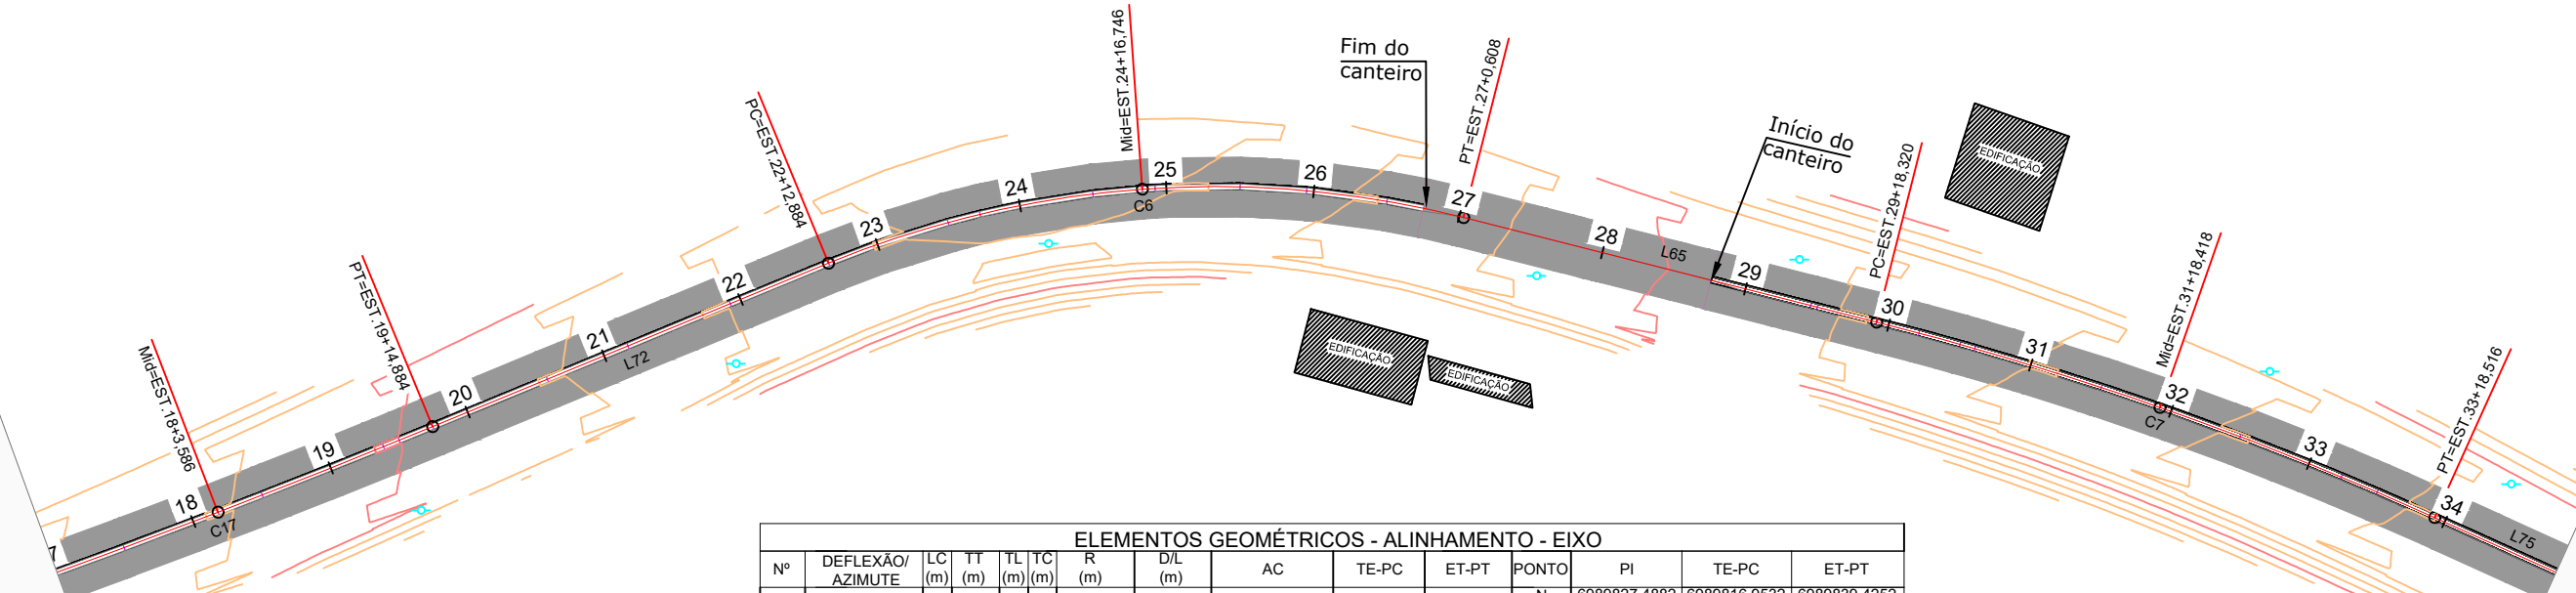 Mid=EST.18+3,586
PT=EST.19+14,884
PC=EST.22+12,884
Mid=EST.24+16,746
Fim do
canteiro
PT=EST.27+0,608
Início do
canteiro
PC=EST.29+18,320
EDIFICAÇÃO
Mid=EST.31+18,418
PT=EST.33+18,516
18
19
20
21
22
23
24
25
26
27
28
29
30
31
32
33
34
C17
L72
C6
L65
C7
L75
EDIFICAÇÃO
EDIFICAÇÃO
ELEMENTOS GEOMÉTRICOS - ALINHAMENTO - EIXO
Nº DEFLEXÃO/ AZIMUTE LC (m) TT (m) TL (m) TC (m) R (m) D/L (m) AC TE-PC ET-PT PONTO PI TE-PC ET-PT